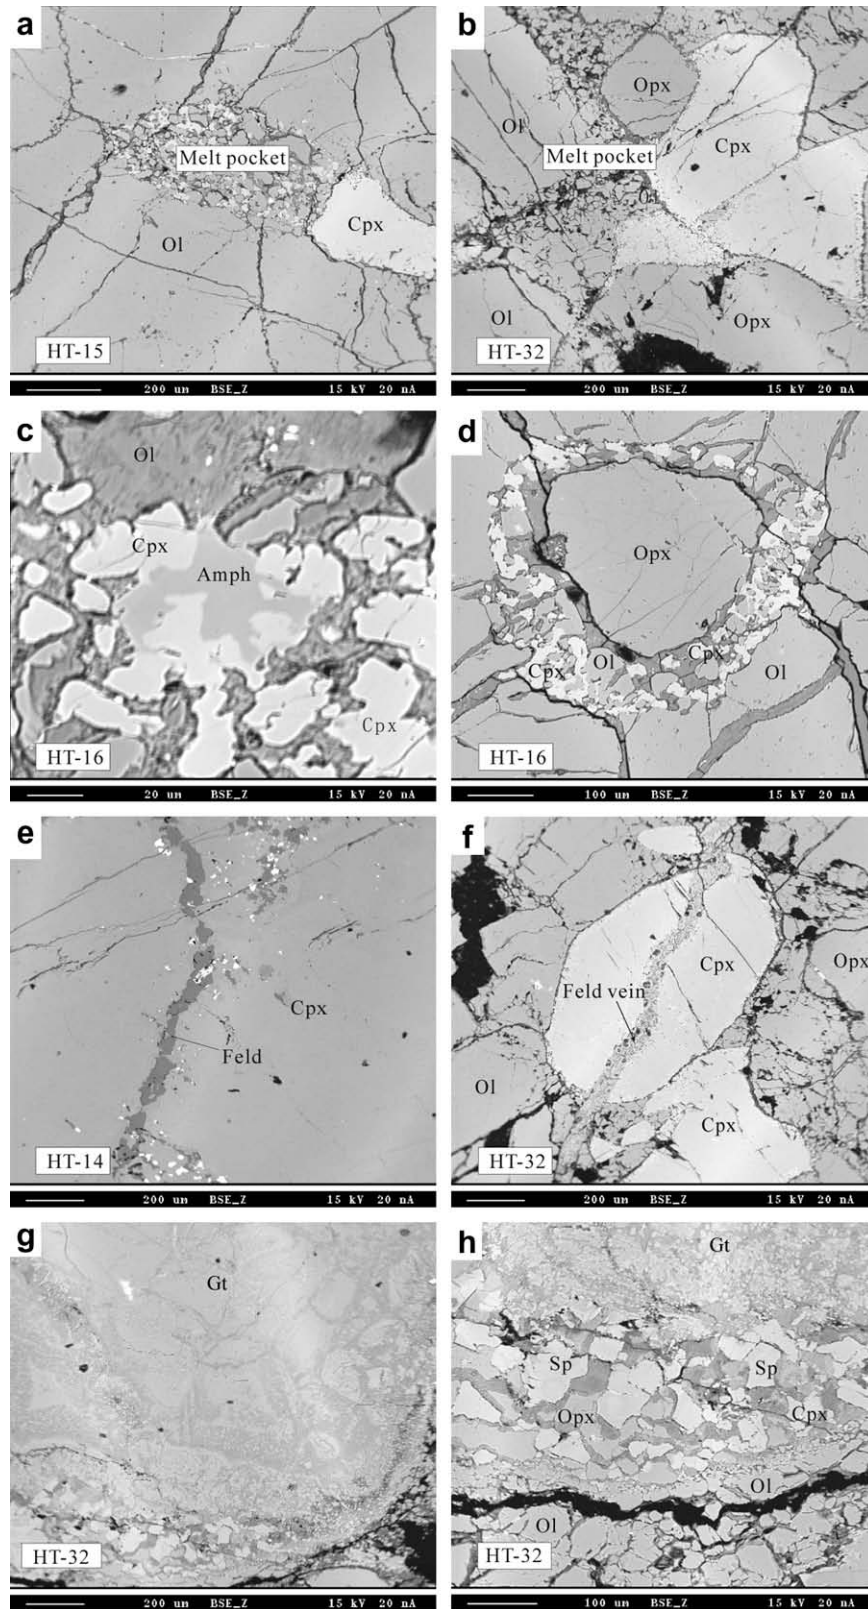 a
Melt pocket
Cpx
Ol
HT-15
200 um BSE_Z 15 kV 20 nA
b
Opx
Ol
Cpx
Melt pocket
Ol
Ol
Opx
HT-32
200 um BSE_Z 15 kV 20 nA
c
Ol
Cpx
Amph
Cpx
HT-16
20 um BSE_Z 15 kV 20 nA
d
Opx
Cpx
Ol
Cpx
Ol
HT-16
100 um BSE_Z 15 kV 20 nA
e
Cpx
Feld
HT-14
200 um BSE_Z 15 kV 20 nA
f
Cpx
Opx
Feld vein
Ol
Cpx
HT-32
200 um BSE_Z 15 kV 20 nA
g
Gt
HT-32
200 um BSE_Z 15 kV 20 nA
h
Gt
Sp
Sp
Opx
Cpx
Ol
Ol
HT-32
100 um BSE_Z 15 kV 20 nA